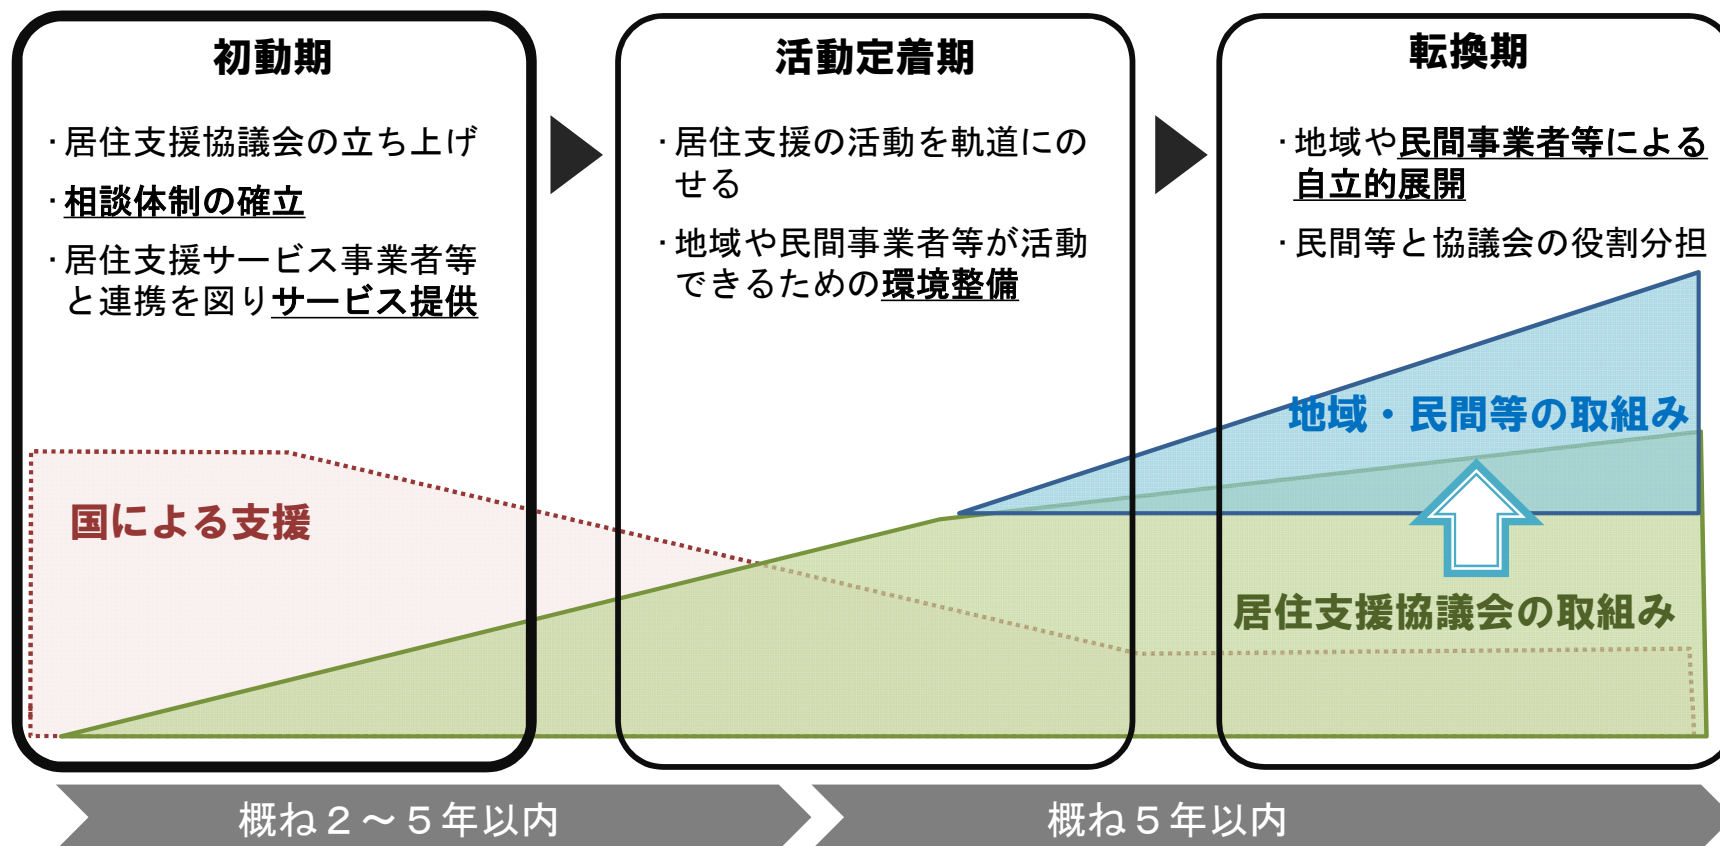 初動期
・居住支援協議会の立ち上げ
・相談体制の確立
・居住支援サービス事業者等
と連携を図りサービス提供
活動定着期
・居住支援の活動を軌道にの
せる
・地域や民間事業者等が活動
できるための環境整備
転換期
・地域や民間事業者等による
自立的展開
・民間等と協議会の役割分担
地域・民間等の取組み
国による支援
居住支援協議会の取組み
概ね２～５年以内
概ね５年以内